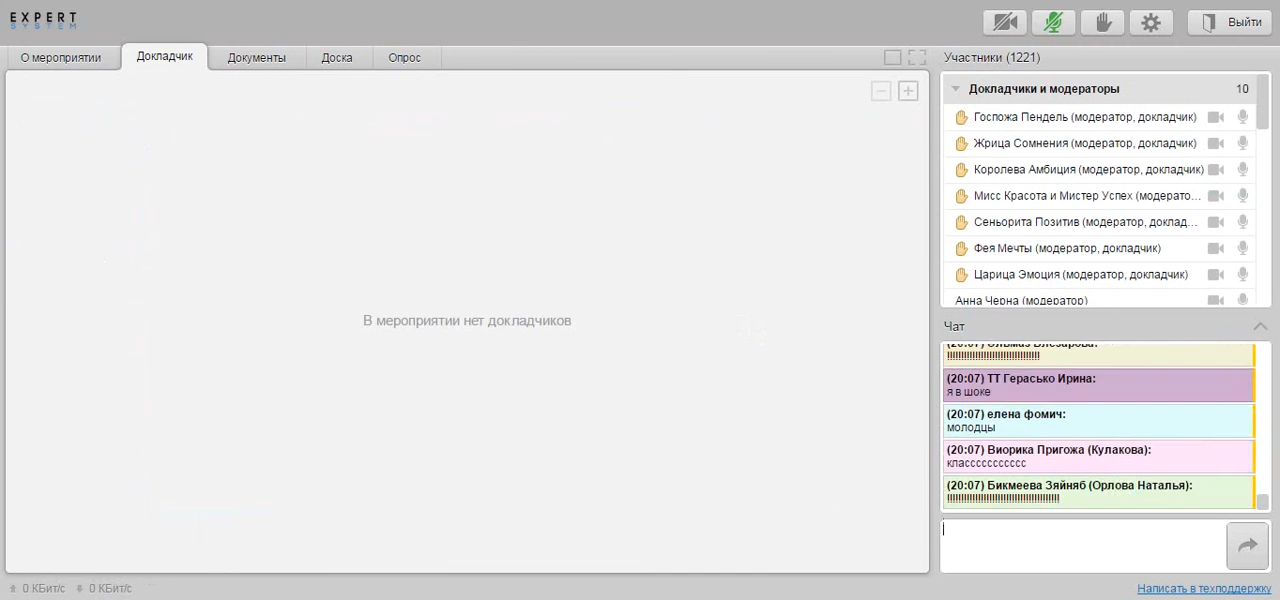 EXPERT
SYSTEM
Выйти
О мероприятии
Докладчик
Документы
Доска
Опрос
Участники (1221)
Докладчики и модераторы 10
Госпожа Пендель (модератор, докладчик)
Жрица Сомнения (модератор, докладчик)
Королева Амбиция (модератор, докладчик)
Мисс Красота и Мистер Успех (модерато...
Сеньорита Позитив (модератор, доклад...
Фея Мечты (модератор, докладчик)
Царица Эмоция (модератор, докладчик)
Анна Черна (модератор)
В мероприятии нет докладчиков
Чат
(20:07)
!!!!!!!!!!!!!!!!!!!!!!!!!!!!!!!
(20:07) ТТ Герасько Ирина:
я в шоке
(20:07) елена фомич:
молодцы
(20:07) Виорика Пригожа (Кулакова):
классссссссссс
(20:07) Бикмеева Зяйняб (Орлова Наталья):
!!!!!!!!!!!!!!!!!!!!!!!!!!!!!!!!!!!!!!
0 КБит/с 0 КБит/с
Написать в техподдержку